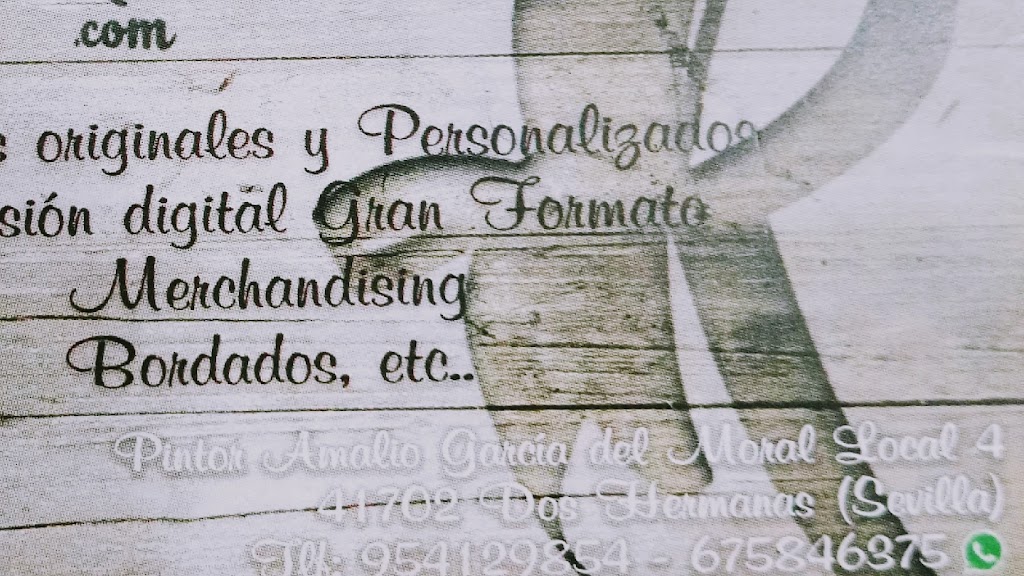 .com
s originales y Personalizados
sión digital Gran Formato
Merchandising
Bordados, etc..
Pintor Amalio García del Moral Local 4
41702 Dos Hermanas (Sevilla)
Tlf: 954129854 - 675846375